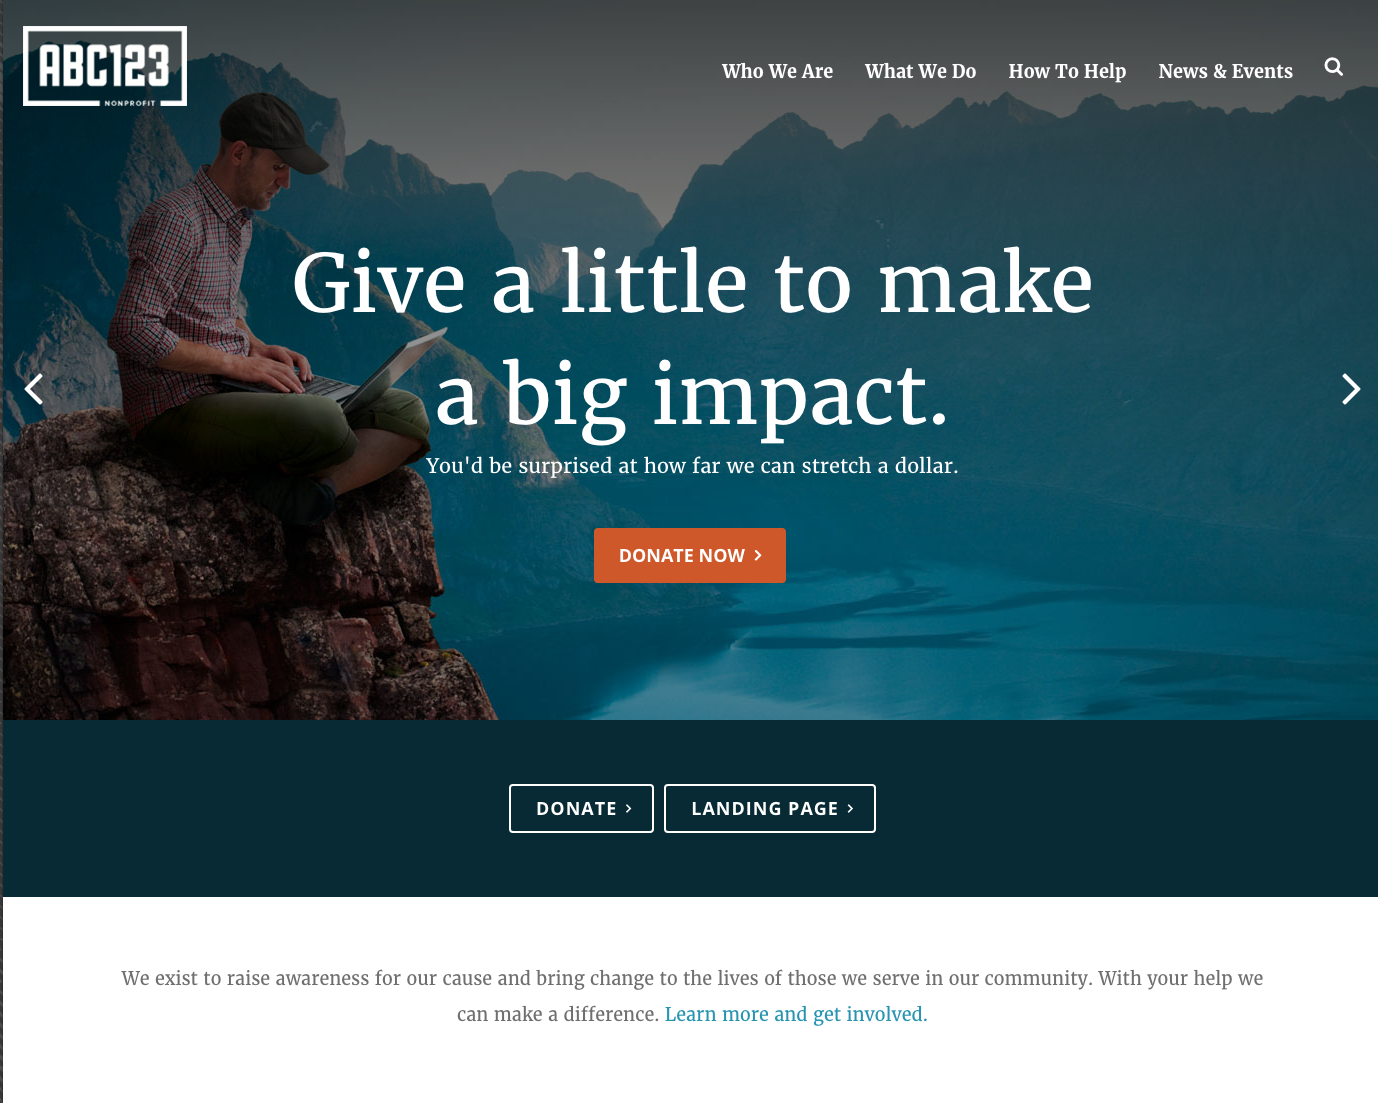 ABC123
NONPROFIT
Who We Are What We Do How To Help News & Events
Give a little to make
a big impact.
You'd be surprised at how far we can stretch a dollar.
DONATE NOW
DONATE LANDING PAGE
We exist to raise awareness for our cause and bring change to the lives of those we serve in our community. With your help we
can make a difference. Learn more and get involved.